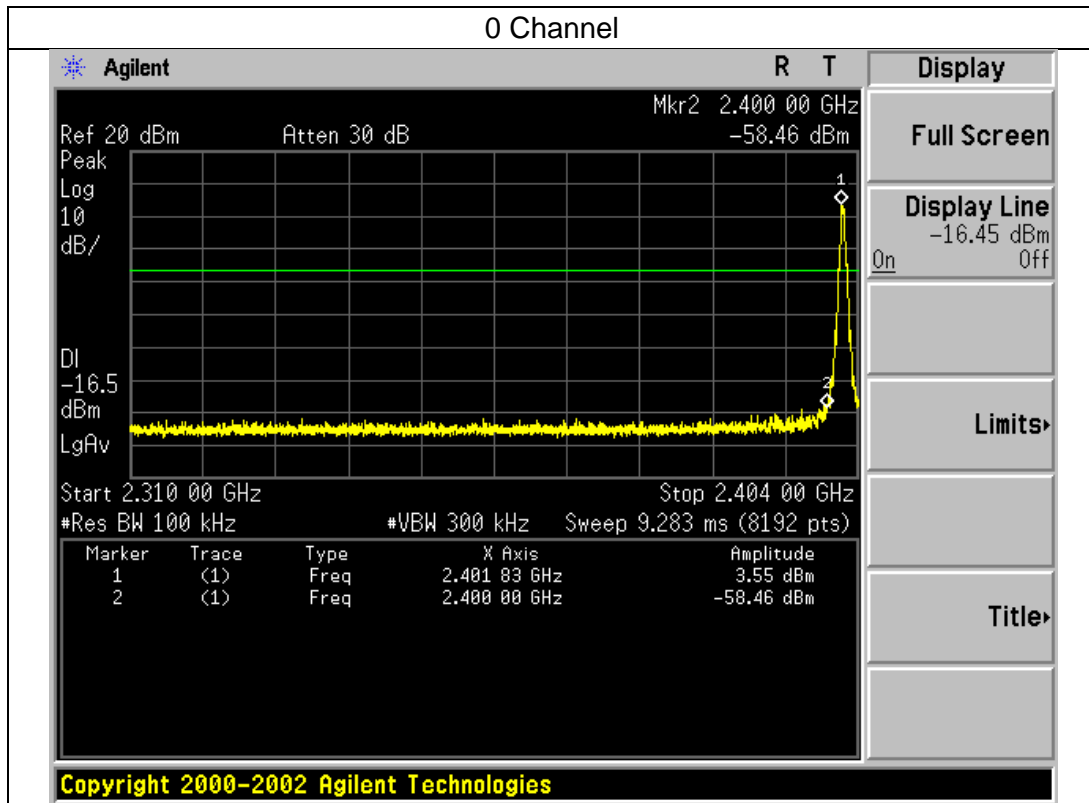 0 Channel
Agilent R T Display
Mkr2 2.400 00 GHz
Ref 20 dBm Atten 30 dB -58.46 dBm
Full Screen
Peak
Log
10
dB/
1
Display Line
-16.45 dBm
On Off
DI
-16.5
dBm
LgAv
2
Limits
Start 2.310 00 GHz Stop 2.404 00 GHz
#Res BW 100 kHz #VBW 300 kHz Sweep 9.283 ms (8192 pts)
Marker Trace Type X Axis Amplitude
1 (1) Freq 2.401 83 GHz 3.55 dBm
2 (1) Freq 2.400 00 GHz -58.46 dBm
Title
Copyright 2000-2002 Agilent Technologies